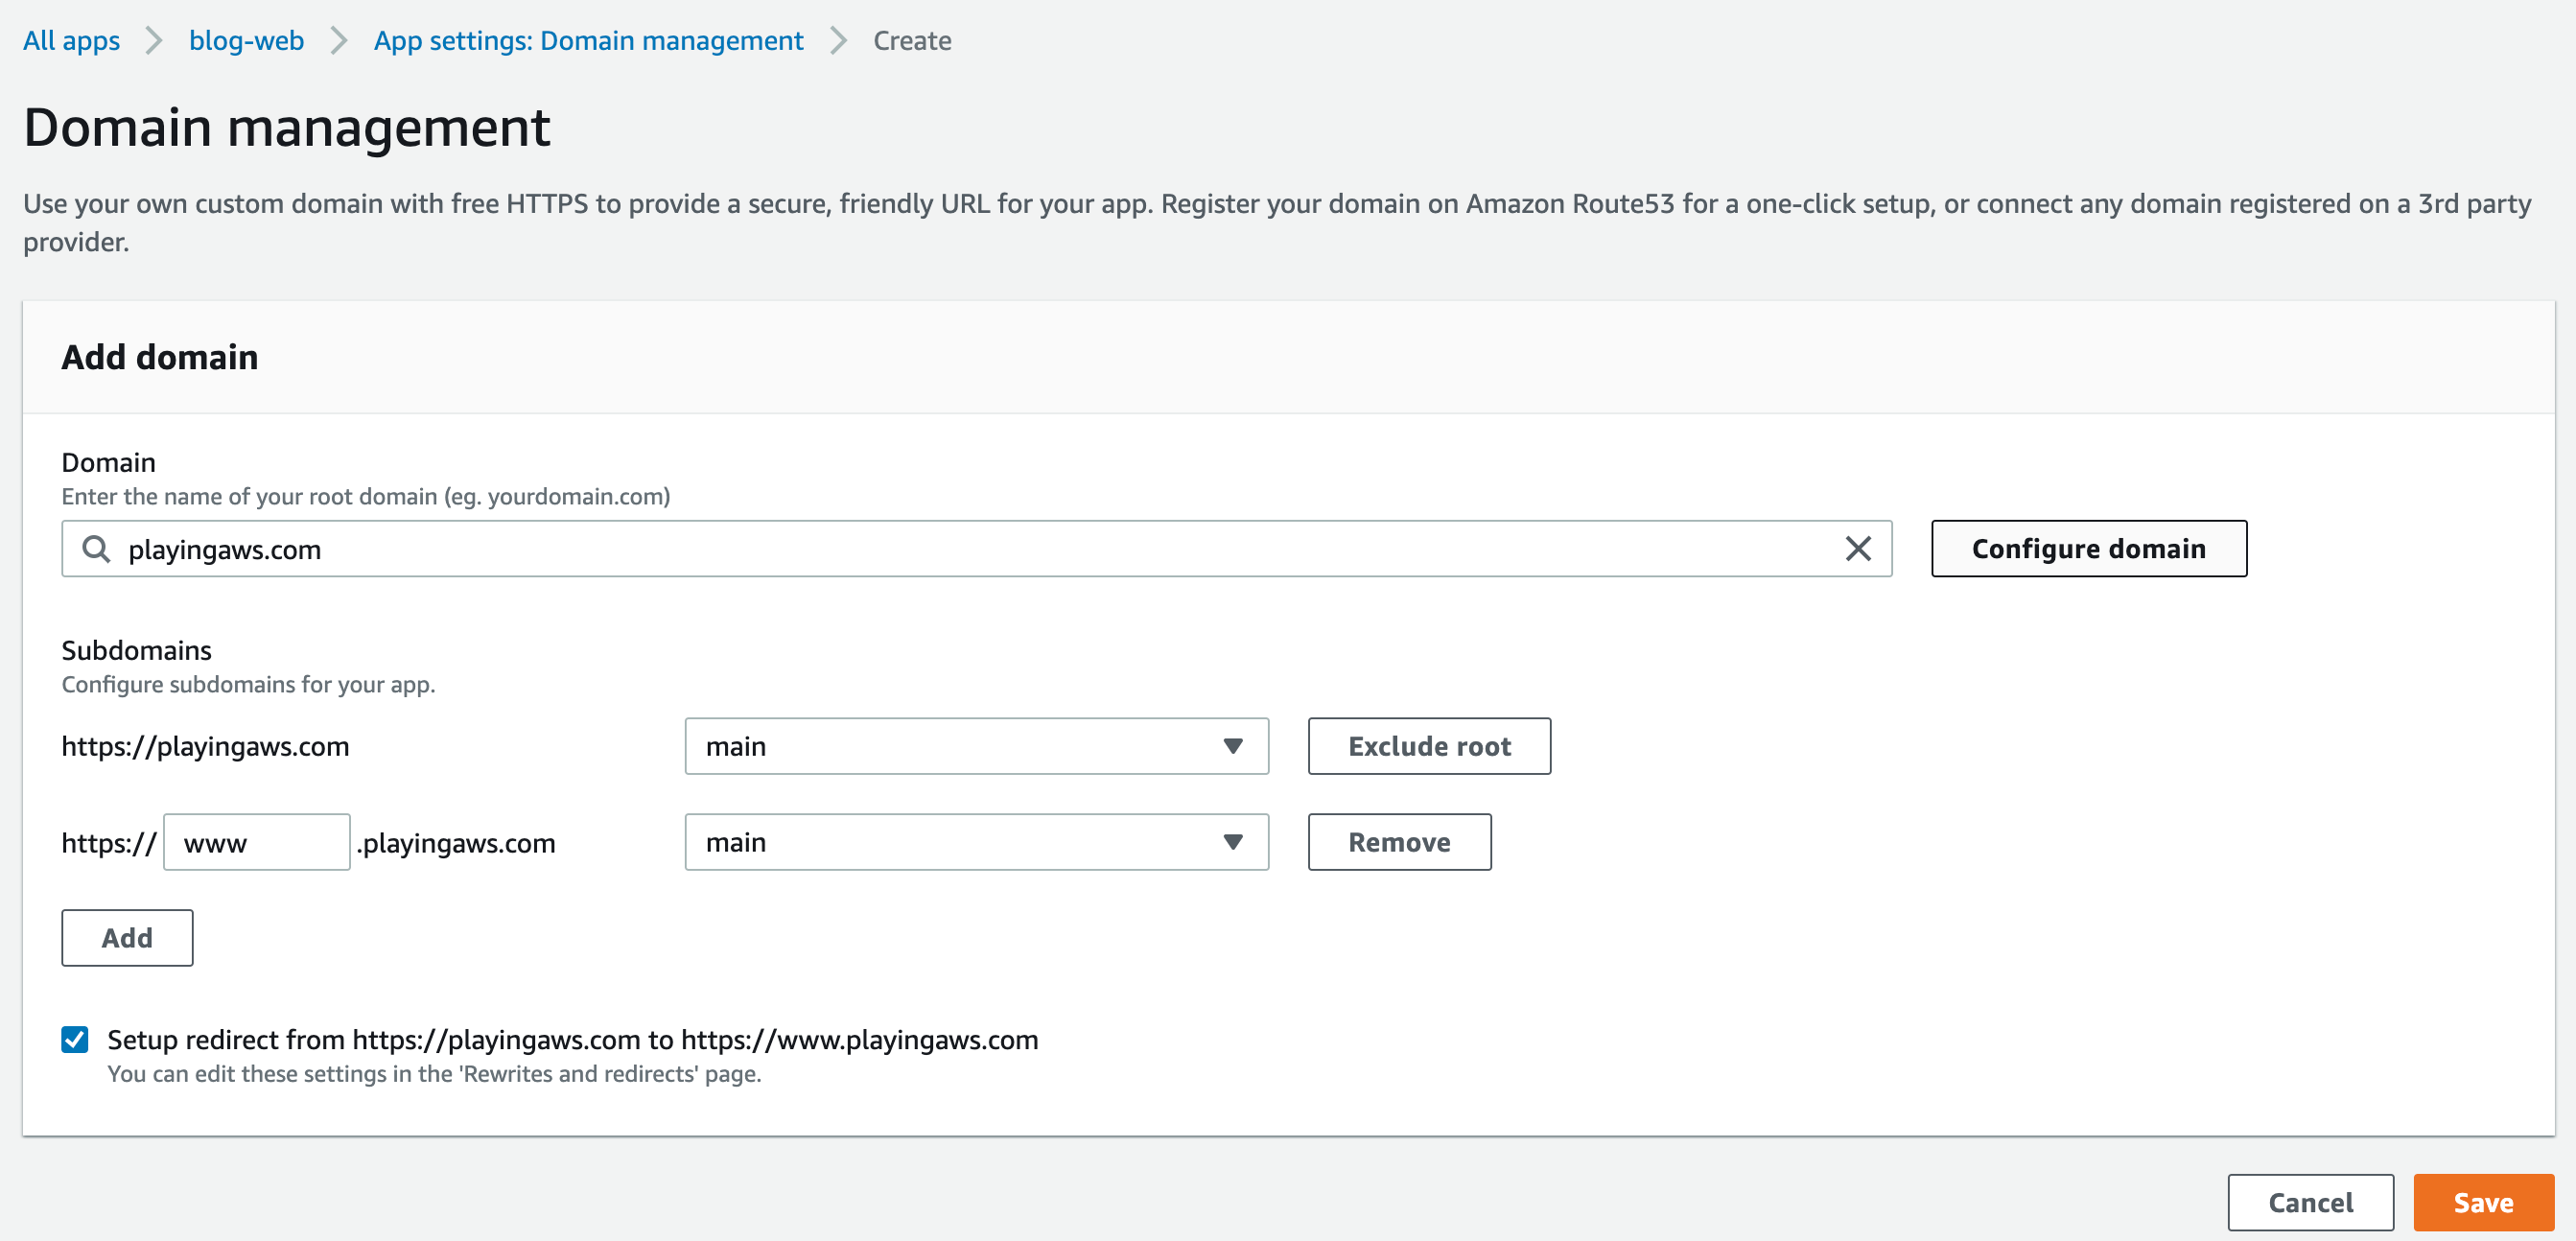 All apps > blog-web > App settings: Domain management > Create
Domain management
Use your own custom domain with free HTTPS to provide a secure, friendly URL for your app. Register your domain on Amazon Route53 for a one-click setup, or connect any domain registered on a 3rd party
provider.
Add domain
Domain
Enter the name of your root domain (eg. yourdomain.com)
playingaws.com Configure domain
Subdomains
Configure subdomains for your app.
https://playingaws.com main Exclude root
https:// www .playingaws.com main Remove
Add
Setup redirect from https://playingaws.com to https://www.playingaws.com
You can edit these settings in the 'Rewrites and redirects' page.
Cancel Save